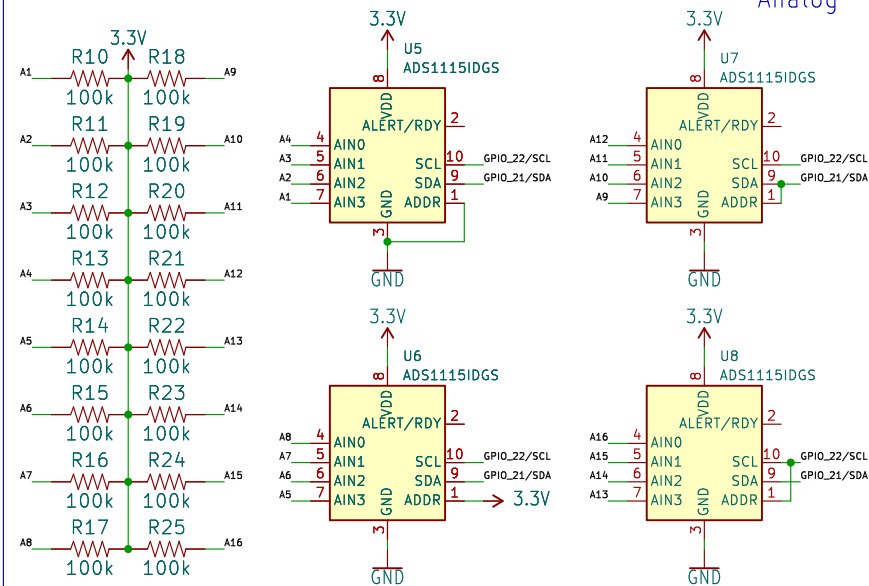 Analog
3.3V
R10 R18
A1 A9
100k 100k
R11 R19
A2 A10
100k 100k
R12 R20
A3 A11
100k 100k
R13 R21
A4 A12
100k 100k
R14 R22
A5 A13
100k 100k
R15 R23
A6 A14
100k 100k
R16 R24
A7 A15
100k 100k
R17 R25
A8 A16
100k 100k
3.3V
U5
ADS1115IDGS
8
VDD
ALERT/RDY 2
A4 4 AIN0
A3 5 AIN1 SCL 10 GPIO_22/SCL
A2 6 AIN2 SDA 9 GPIO_21/SDA
A1 7 AIN3 ADDR 1
GND
3
GND
3.3V
U7
ADS1115IDGS
8
VDD
ALERT/RDY 2
A12 4 AIN0
A11 5 AIN1 SCL 10 GPIO_22/SCL
A10 6 AIN2 SDA 9 GPIO_21/SDA
A9 7 AIN3 ADDR 1
GND
3
GND
3.3V
U6
ADS1115IDGS
8
VDD
ALERT/RDY 2
A8 4 AIN0
A7 5 AIN1 SCL 10 GPIO_22/SCL
A6 6 AIN2 SDA 9 GPIO_21/SDA
A5 7 AIN3 ADDR 1 3.3V
GND
3
GND
3.3V
U8
ADS1115IDGS
8
VDD
ALERT/RDY 2
A16 4 AIN0
A15 5 AIN1 SCL 10 GPIO_22/SCL
A14 6 AIN2 SDA 9 GPIO_21/SDA
A13 7 AIN3 ADDR 1
GND
3
GND